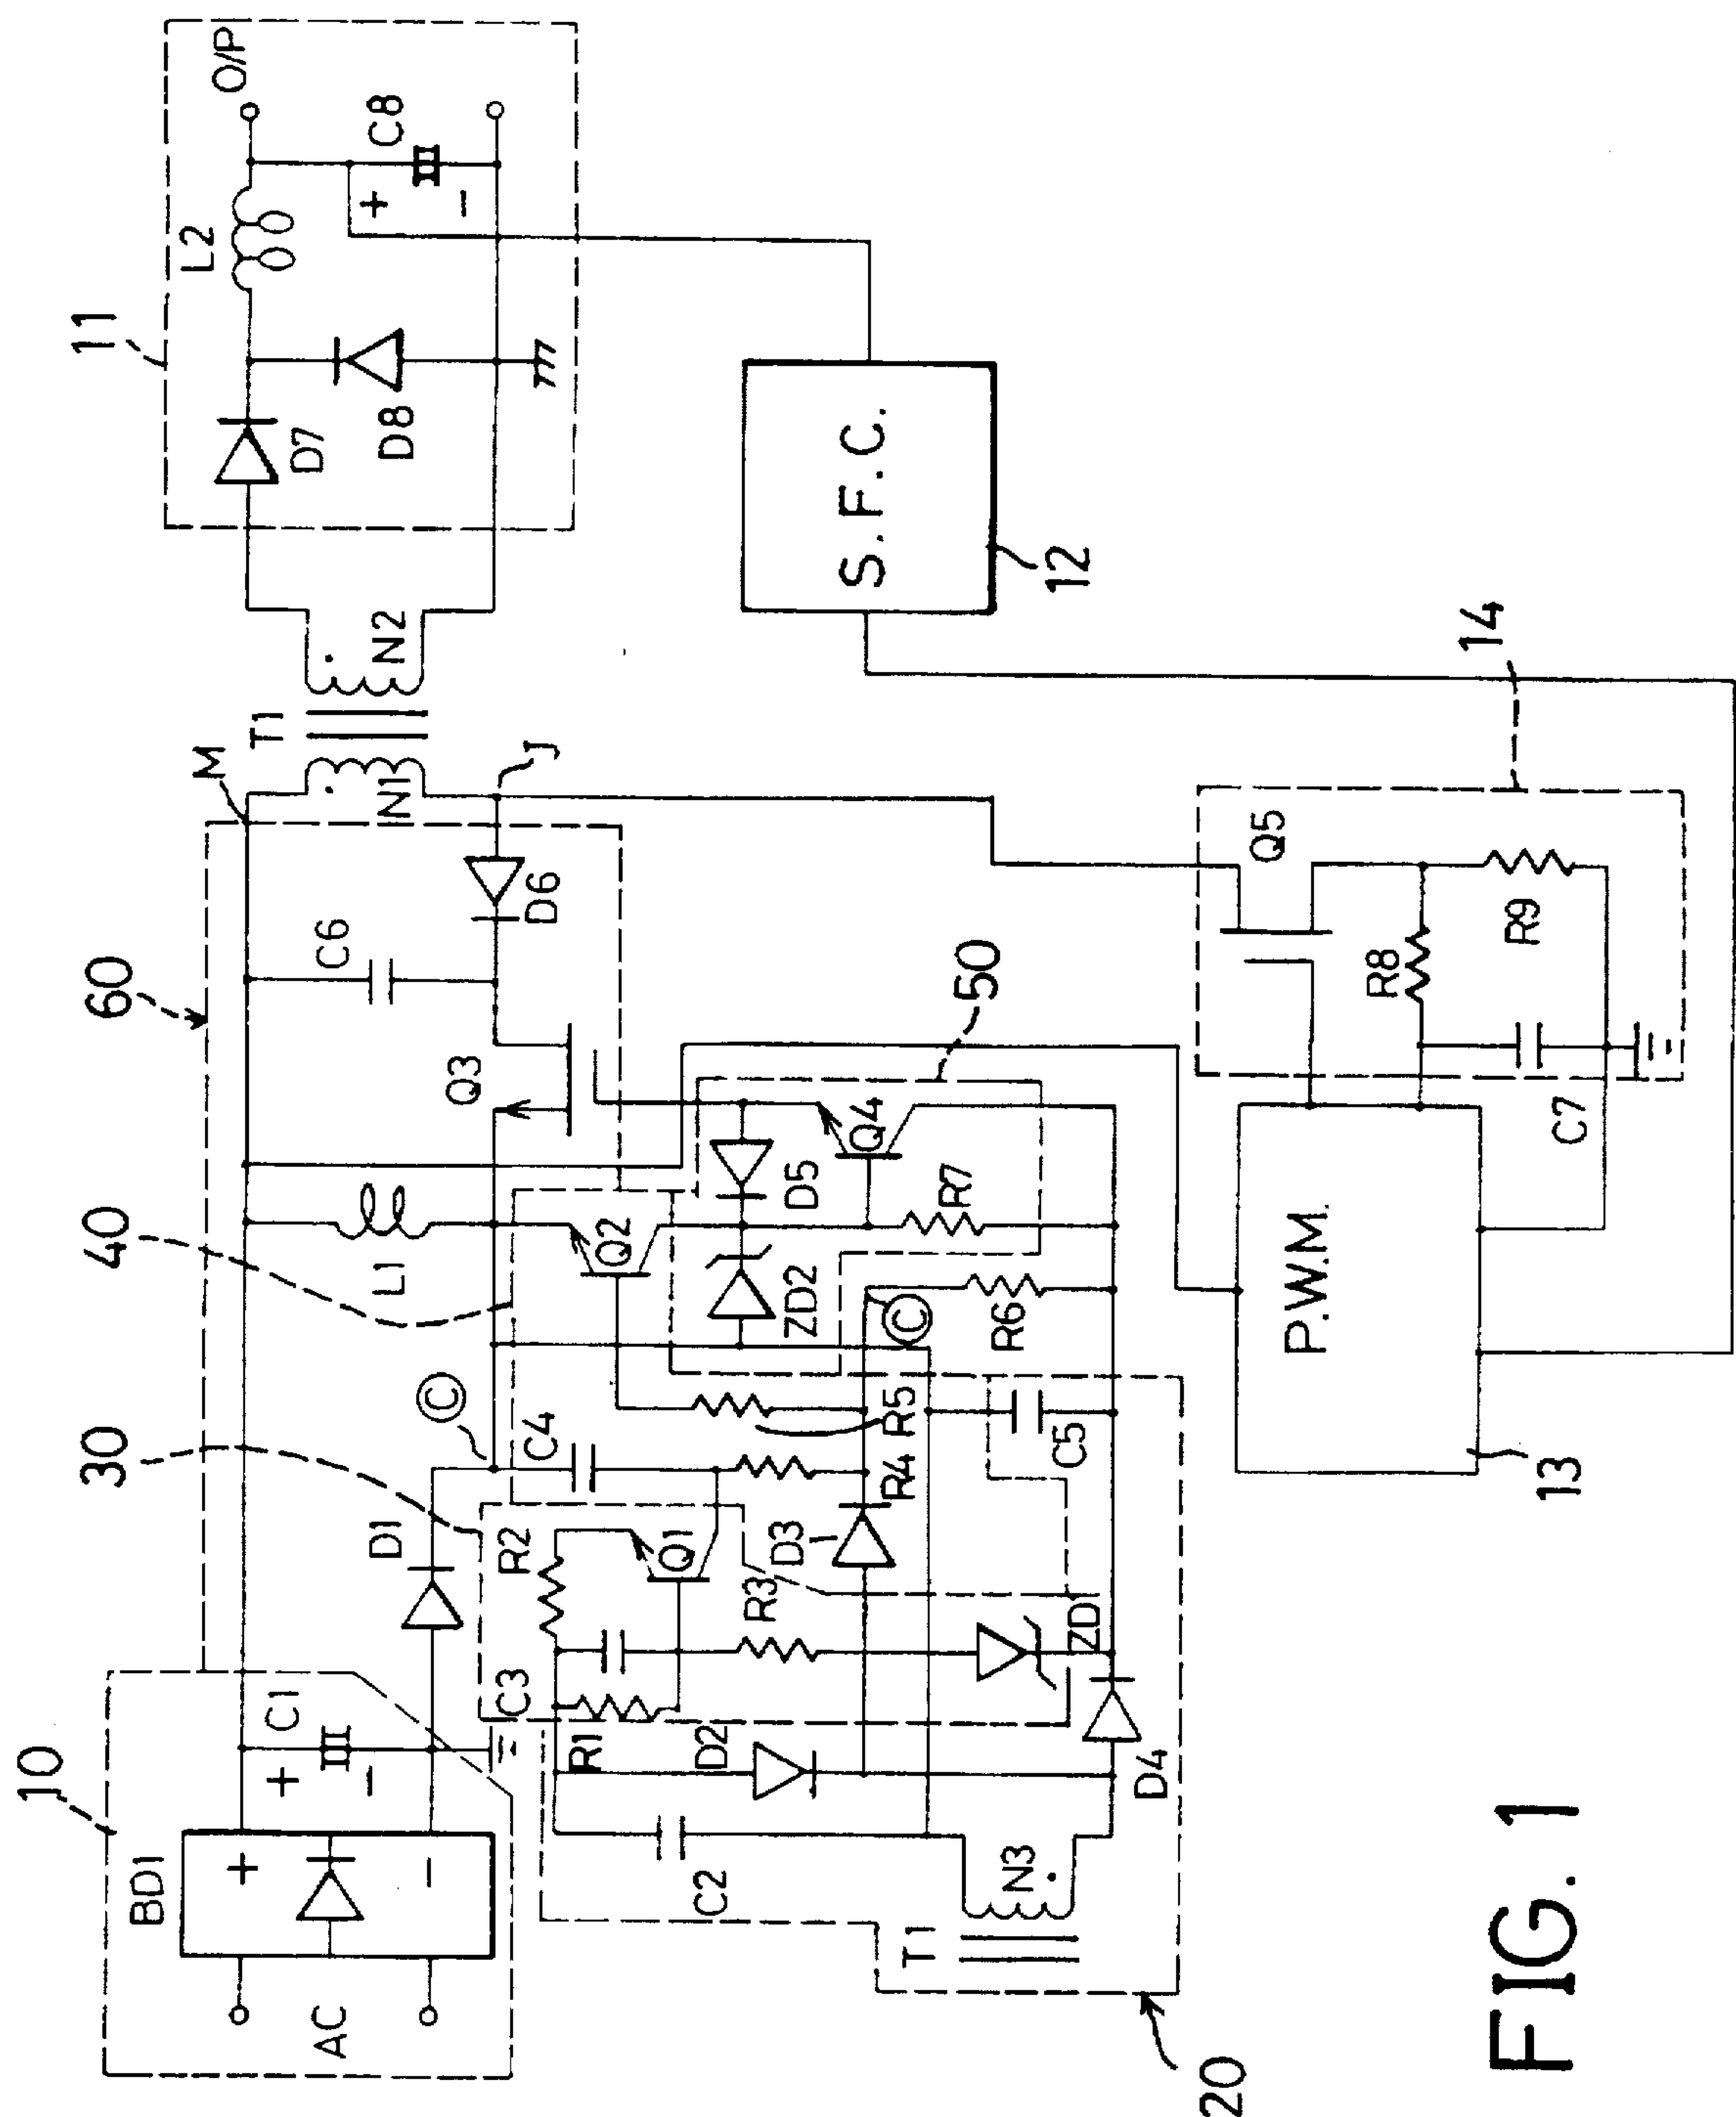 FIG. 1
10
BD1
AC
+
-
+
-
C1
D1
60
M
T1
N1
N2
J
C6
D6
Q3
L1
11
D7
D8
L2
C8
+
-
O/P
S. F. C.
12
40
30
C
C4
Q2
R2
Q1
R3
C3
R1
D2
C2
D3
R4
R5
ZD2
D5
Q4
R7
50
C
R6
C5
ZD1
D4
N3
T1
20
P.W.M.
13
14
Q5
R8
R9
C7